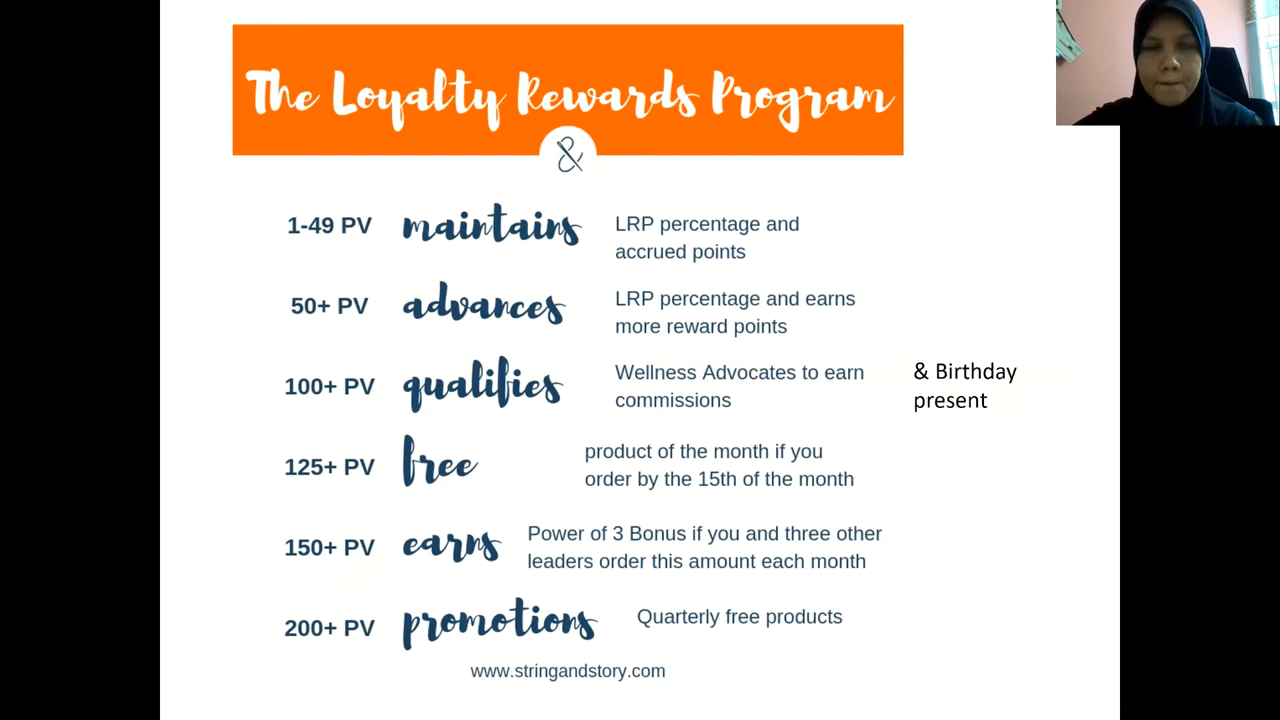 The Loyalty Rewards Program
&
1-49 PV maintains LRP percentage and
accrued points
50+ PV advances LRP percentage and earns
more reward points
100+ PV qualifies Wellness Advocates to earn
commissions
& Birthday
present
125+ PV free product of the month if you
order by the 15th of the month
150+ PV earns Power of 3 Bonus if you and three other
leaders order this amount each month
200+ PV promotions Quarterly free products
www.stringandstory.com